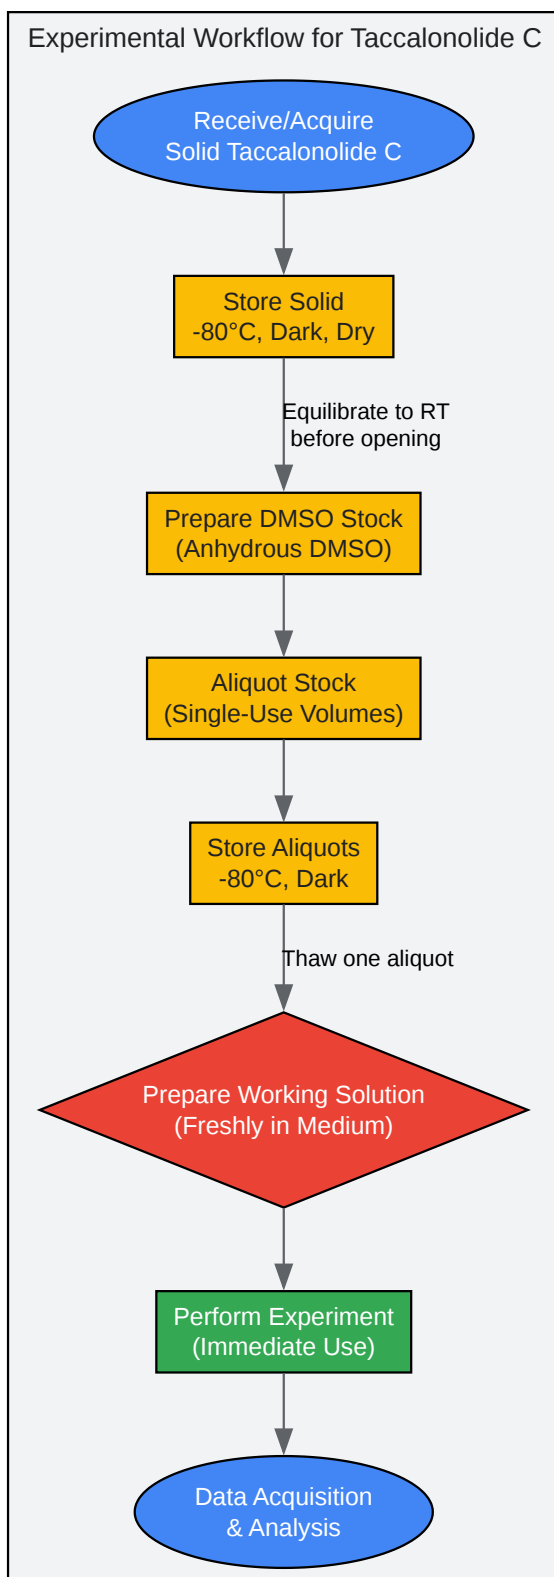 Experimental Workflow for Taccalonolide C
Receive/Acquire
Solid Taccalonolide C
Store Solid
-80°C, Dark, Dry
Equilibrate to RT
before opening
Prepare DMSO Stock
(Anhydrous DMSO)
Aliquot Stock
(Single-Use Volumes)
Store Aliquots
-80°C, Dark
Thaw one aliquot
Prepare Working Solution
(Freshly in Medium)
Perform Experiment
(Immediate Use)
Data Acquisition
& Analysis